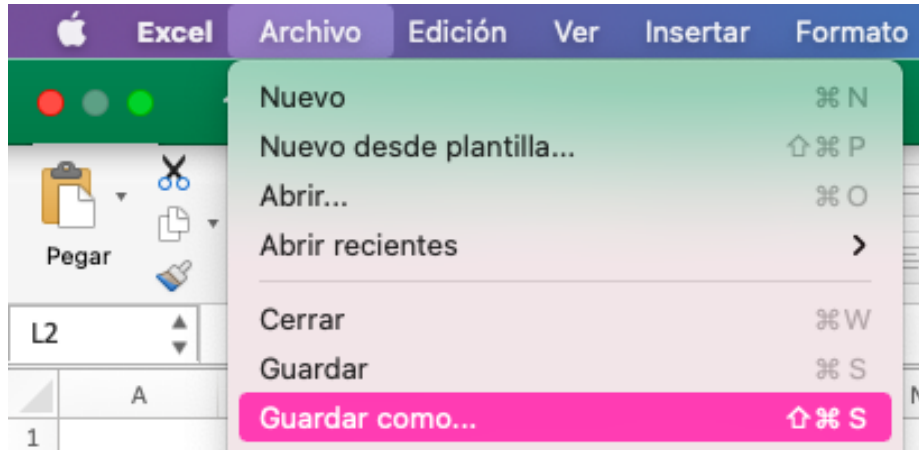 Excel Archivo Edición Ver Insertar Formato
Nuevo ⌘ N
Nuevo desde plantilla... ⇧ ⌘ P
Abrir... ⌘ O
Abrir recientes >
Pegar
Cerrar ⌘ W
L2
Guardar ⌘ S
A
Guardar como... ⇧ ⌘ S
1